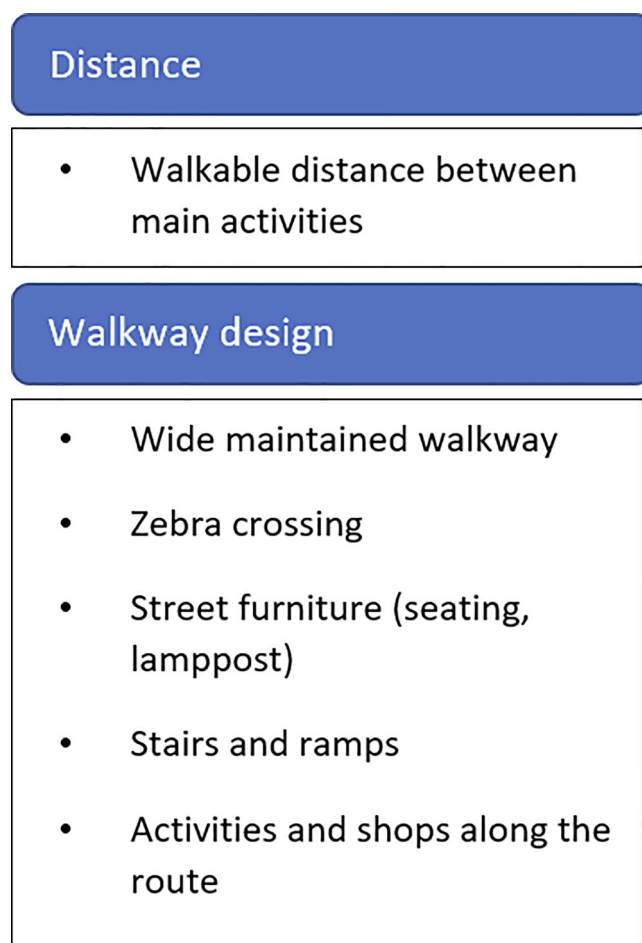 Distance
• Walkable distance between
main activities
Walkway design
• Wide maintained walkway
• Zebra crossing
• Street furniture (seating,
lamppost)
• Stairs and ramps
• Activities and shops along the
route